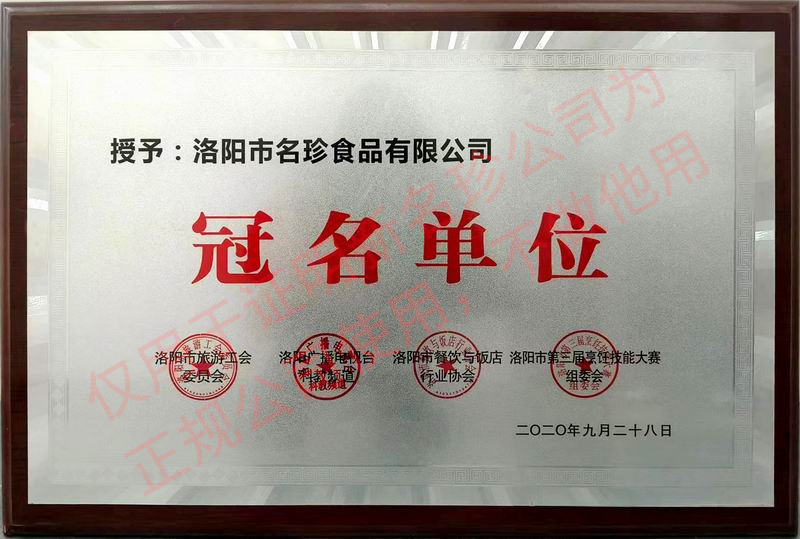 授予：洛阳市名珍食品有限公司
冠名单位
洛阳市旅游工会 洛阳广播电视台 洛阳市餐饮与饭店 洛阳市第三届烹饪技能大赛
委员会 科教频道 行业协会 组委会
二〇二〇年九月二十八日
仅用于证明所名珍公司为
正规公司使用，不做他用